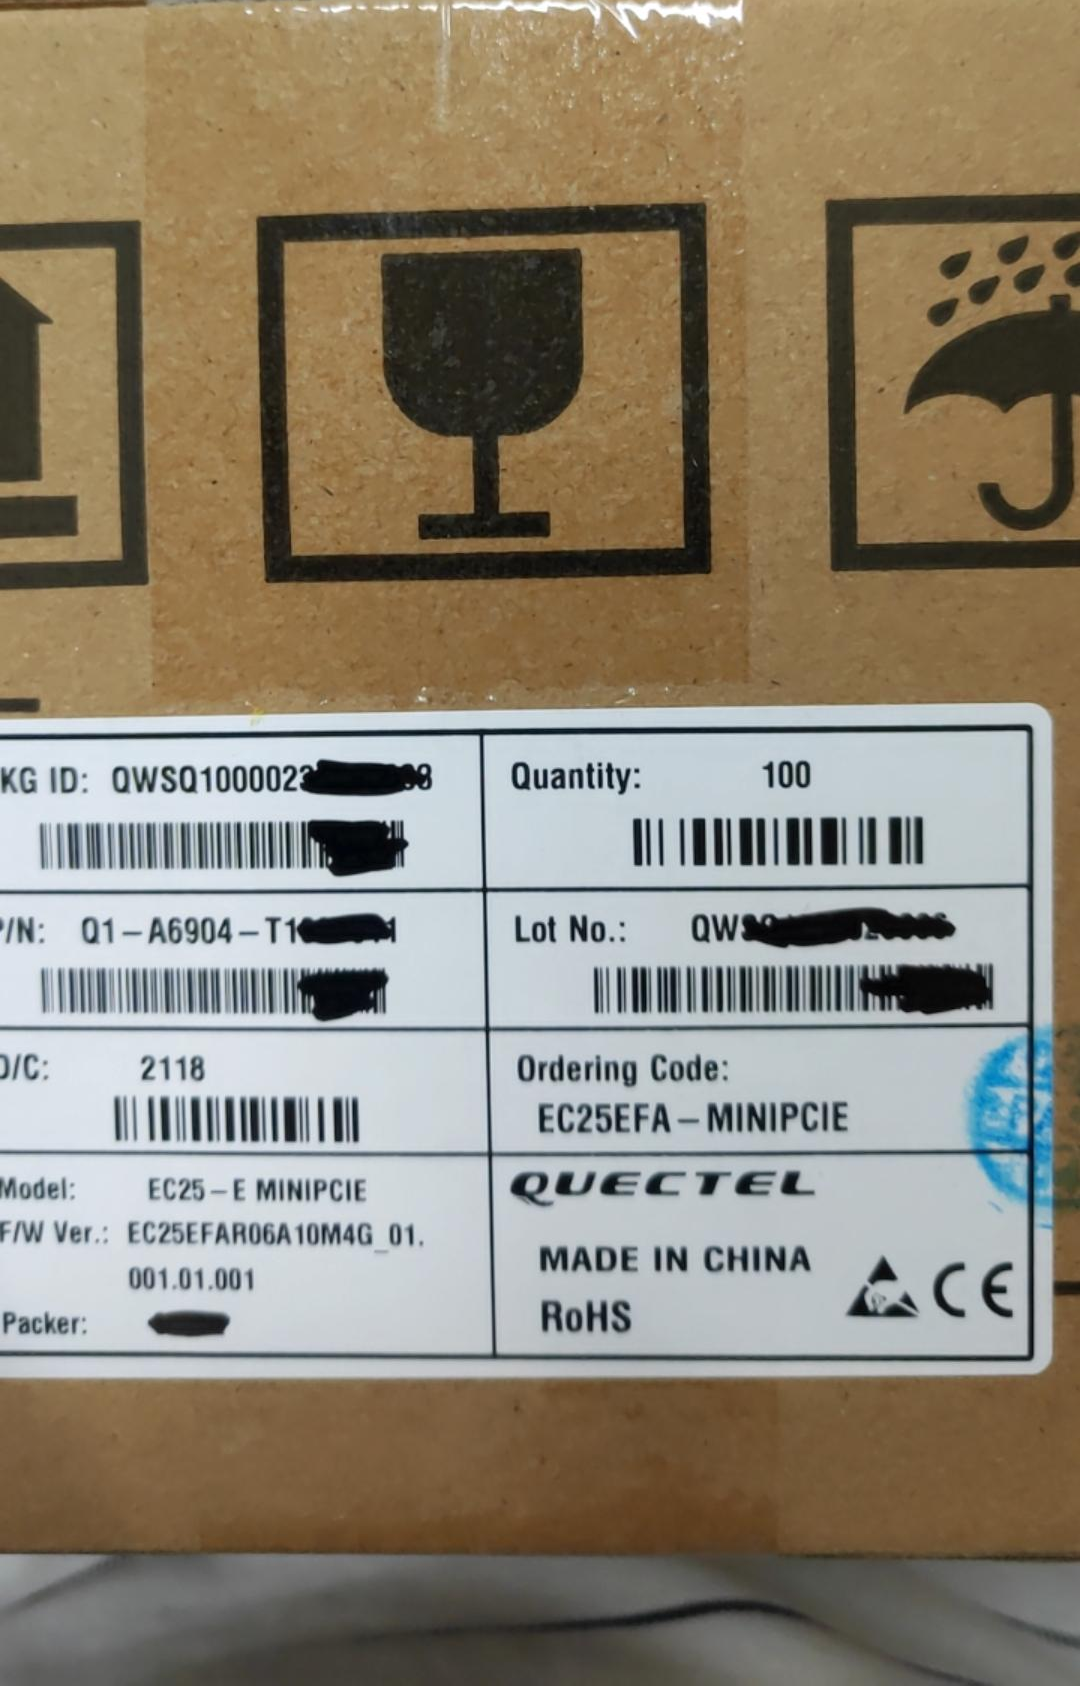 KG ID: QWSQ1000023
Quantity: 100
/N: Q1-A6904-T1
Lot No.: QW
/C: 2118
Ordering Code:
EC25EFA-MINIPCIE
Model: EC25-E MINIPCIE
F/W Ver.: EC25EFAR06A10M4G_01.
001.01.001
Packer:
QUECTEL
MADE IN CHINA
RoHS
CE